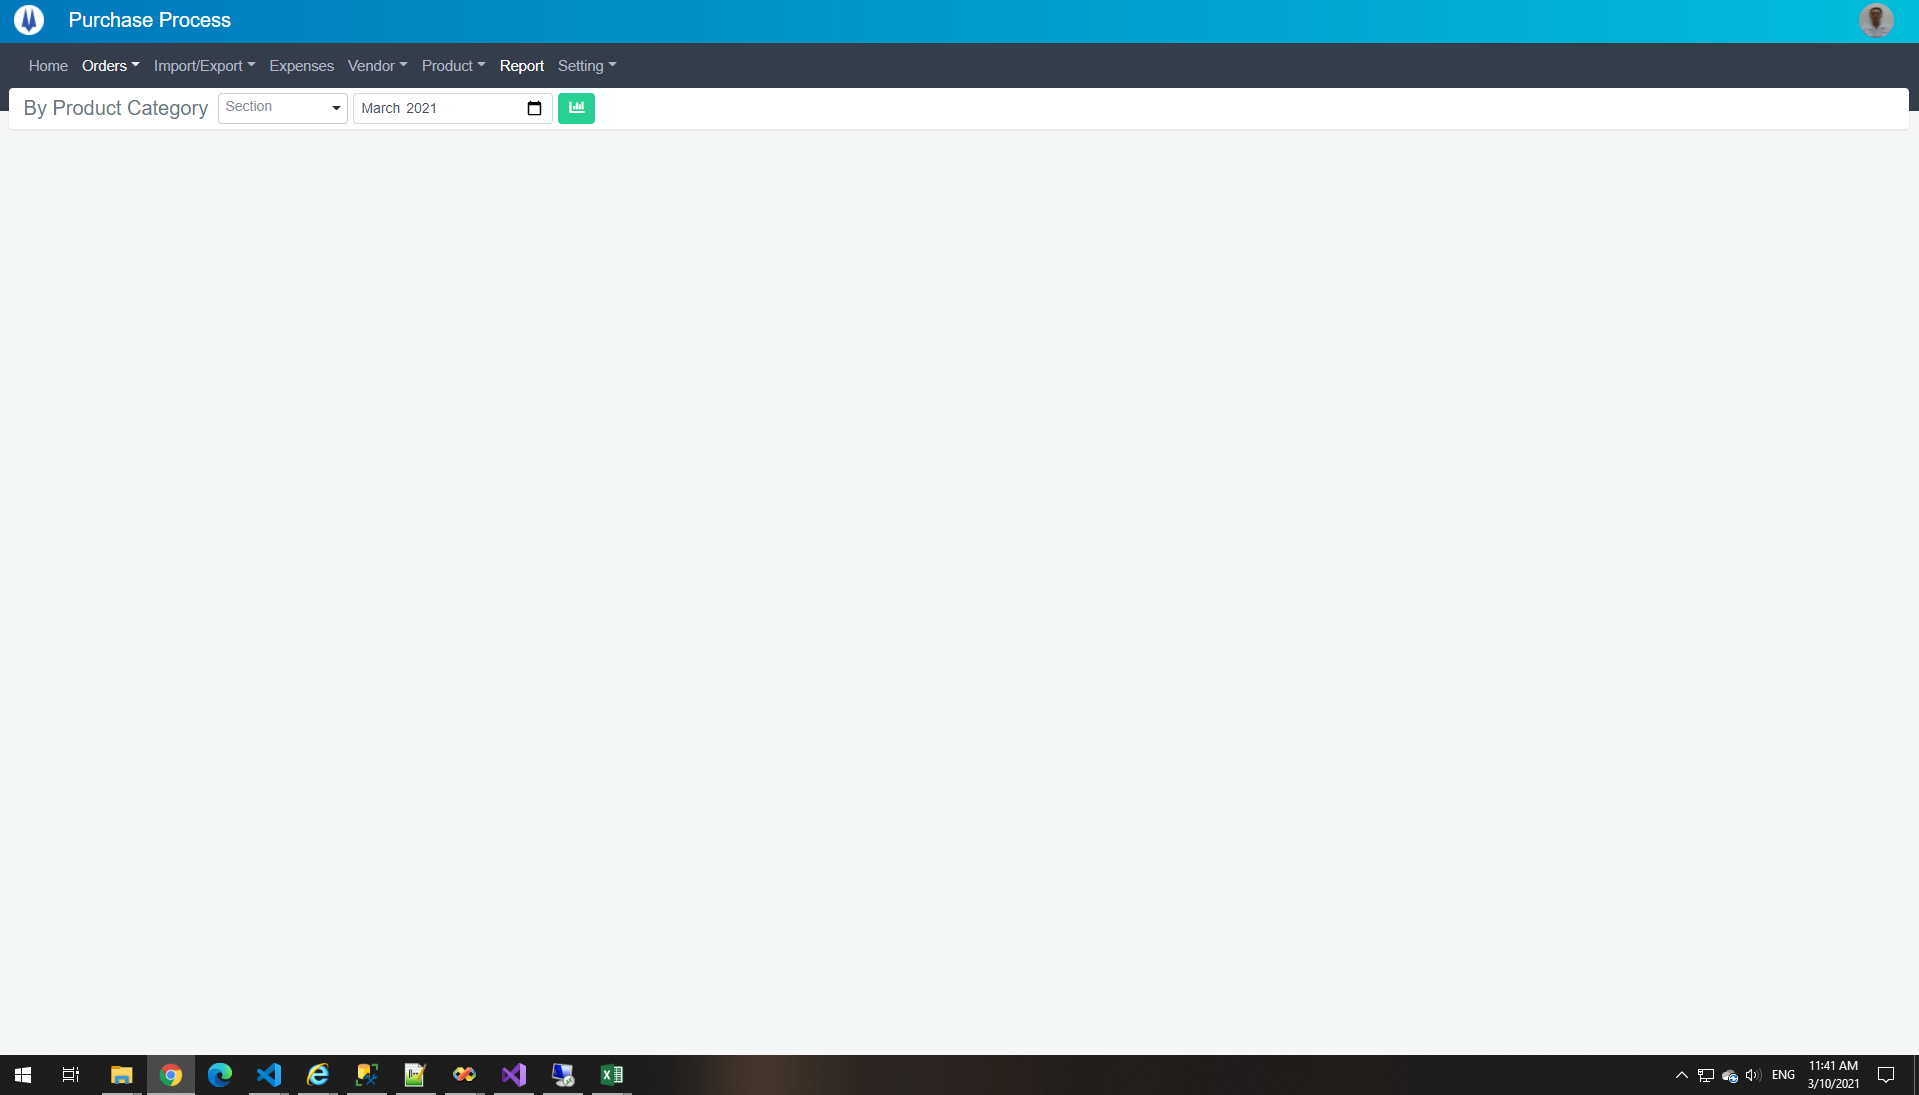 Purchase Process
Home Orders Import/Export Expenses Vendor Product Report Setting
By Product Category Section March 2021
ENG 11:41 AM
3/10/2021